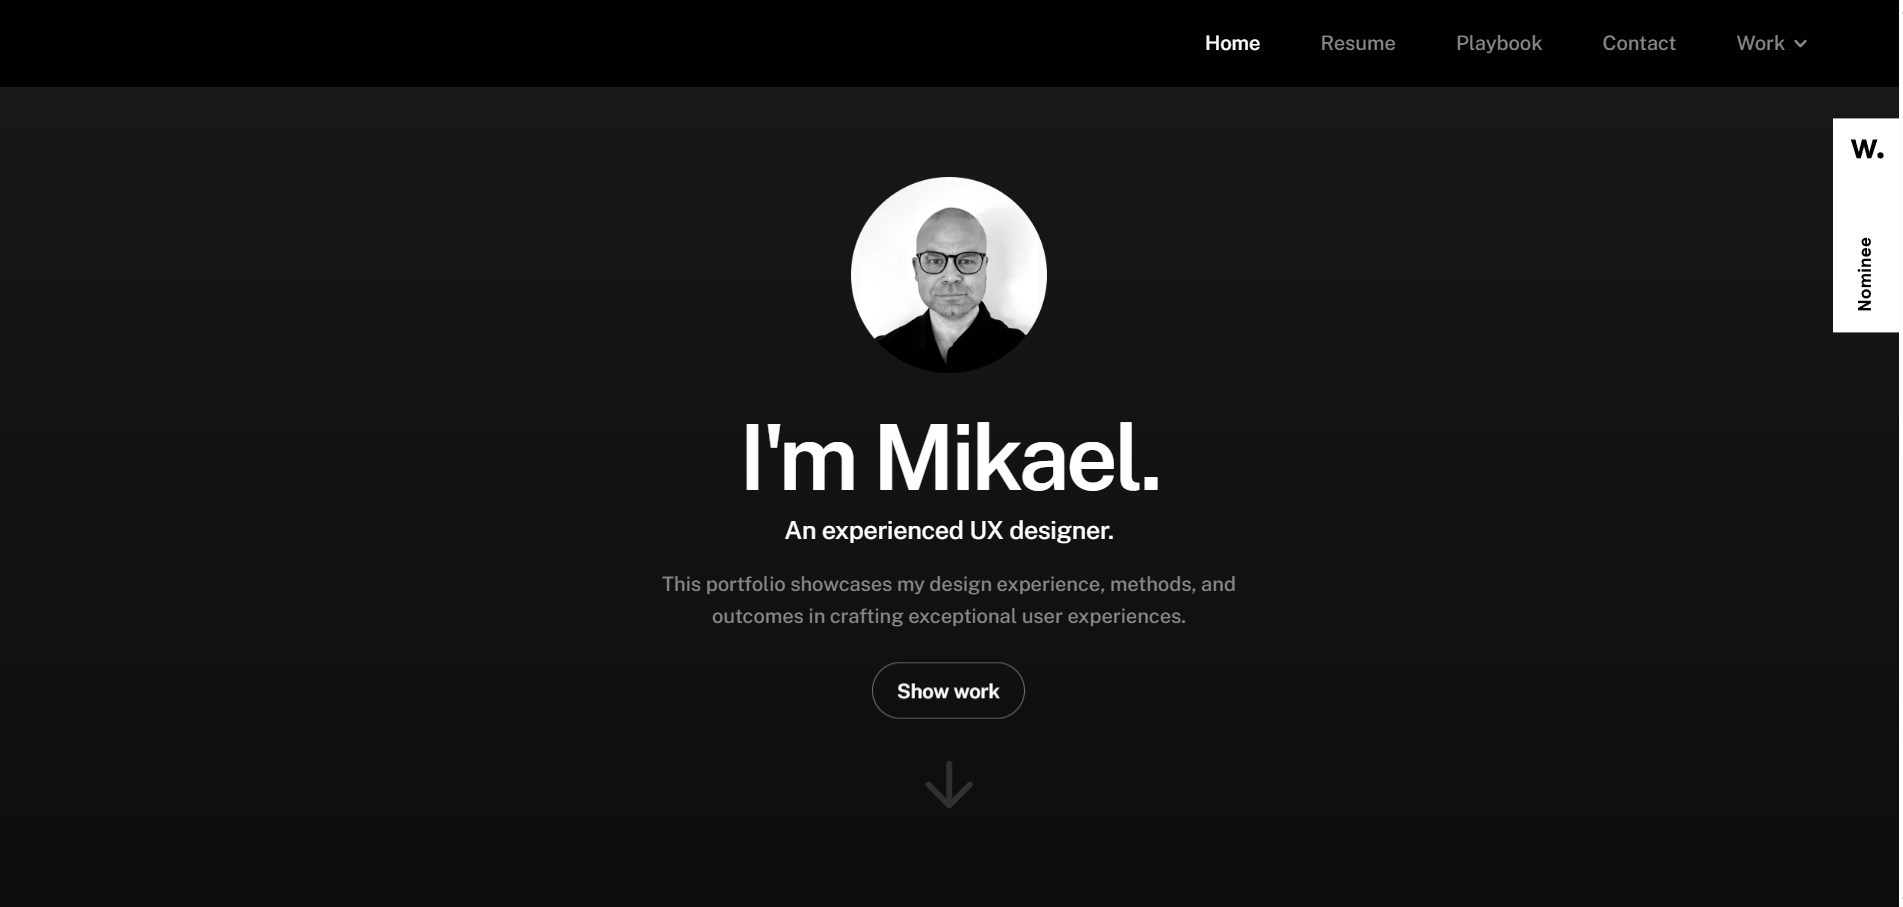 Home Resume Playbook Contact Work
W.
Nominee
I'm Mikael.
An experienced UX designer.
This portfolio showcases my design experience, methods, and
outcomes in crafting exceptional user experiences.
Show work